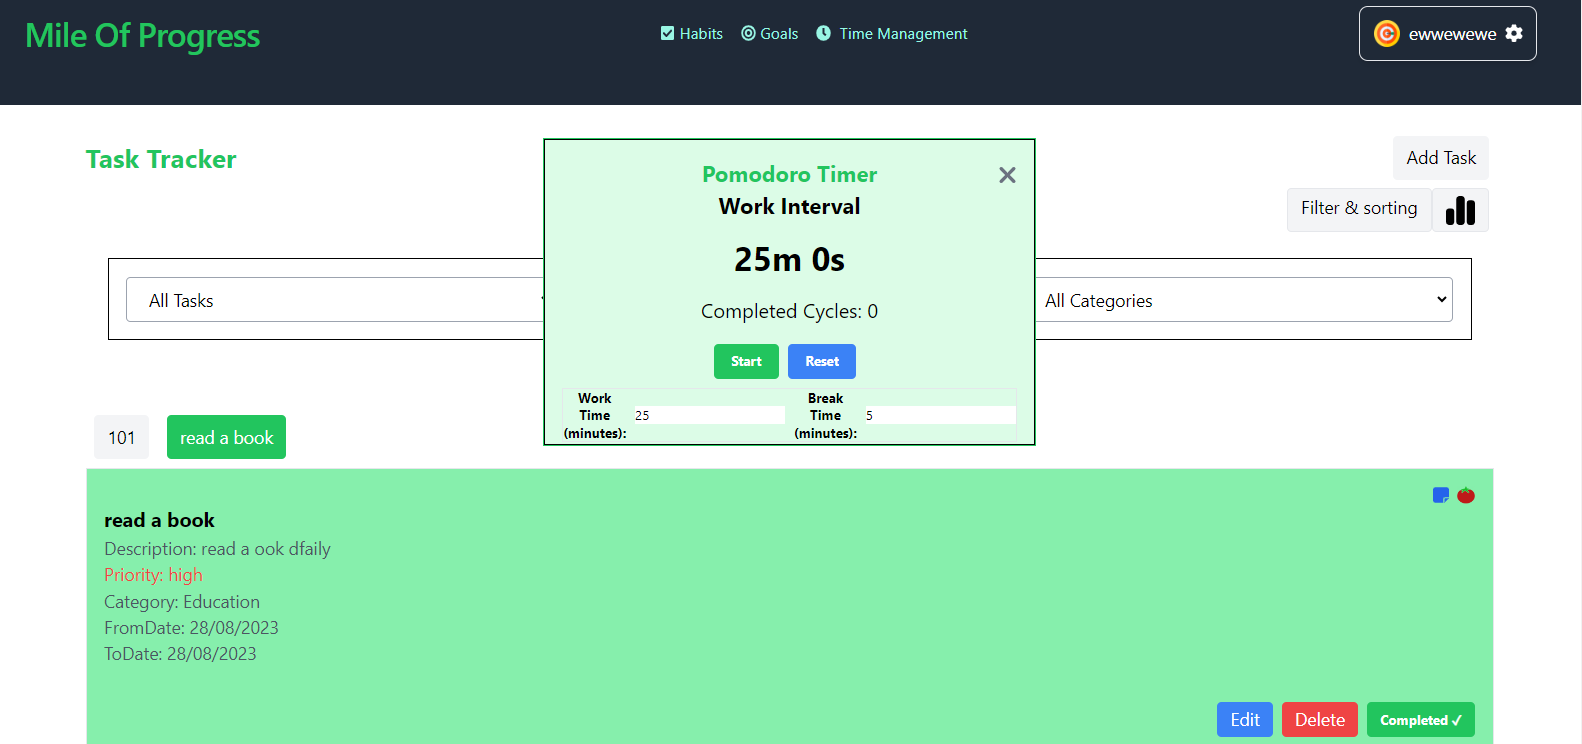 Mile Of Progress
Habits
Goals
Time Management
ewwewewe
Task Tracker
Add Task
Filter & sorting
All Tasks
All Categories
Pomodoro Timer
Work Interval
25m 0s
Completed Cycles: 0
Start
Reset
Work
Time
(minutes):
25
Break
Time
(minutes):
5
101
read a book
read a book
Description: read a ook dfaily
Priority: high
Category: Education
FromDate: 28/08/2023
ToDate: 28/08/2023
Edit
Delete
Completed ✓